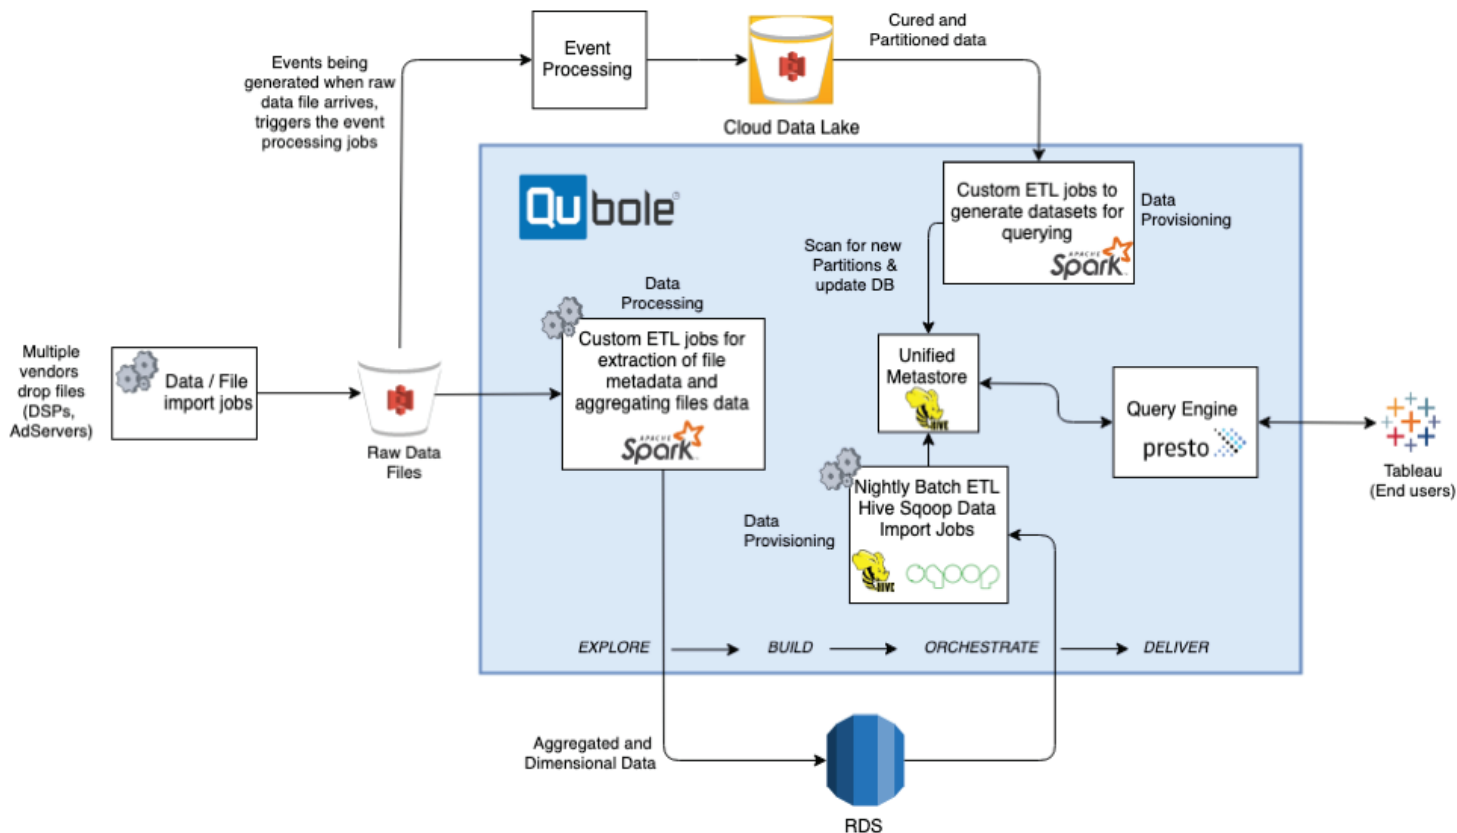 Events being
generated when raw
data file arrives,
triggers the event
processing jobs
Event
Processing
Cloud Data Lake
Cured and
Partitioned data
Qubole
Custom ETL jobs to
generate datasets for
querying
APACHE
Spark
Data
Provisioning
Scan for new
Partitions &
update DB
Data
Processing
Custom ETL jobs for
extraction of file
metadata and
aggregating files data
APACHE
Spark
Multiple
vendors
drop files
(DSPs,
AdServers)
Data / File
import jobs
Raw Data
Files
Unified
Metastore
HIVE
Query Engine
presto
Tableau
(End users)
Nightly Batch ETL
Hive Sqoop Data
Import Jobs
HIVE
sqoop
Data
Provisioning
EXPLORE
BUILD
ORCHESTRATE
DELIVER
Aggregated and
Dimensional Data
RDS